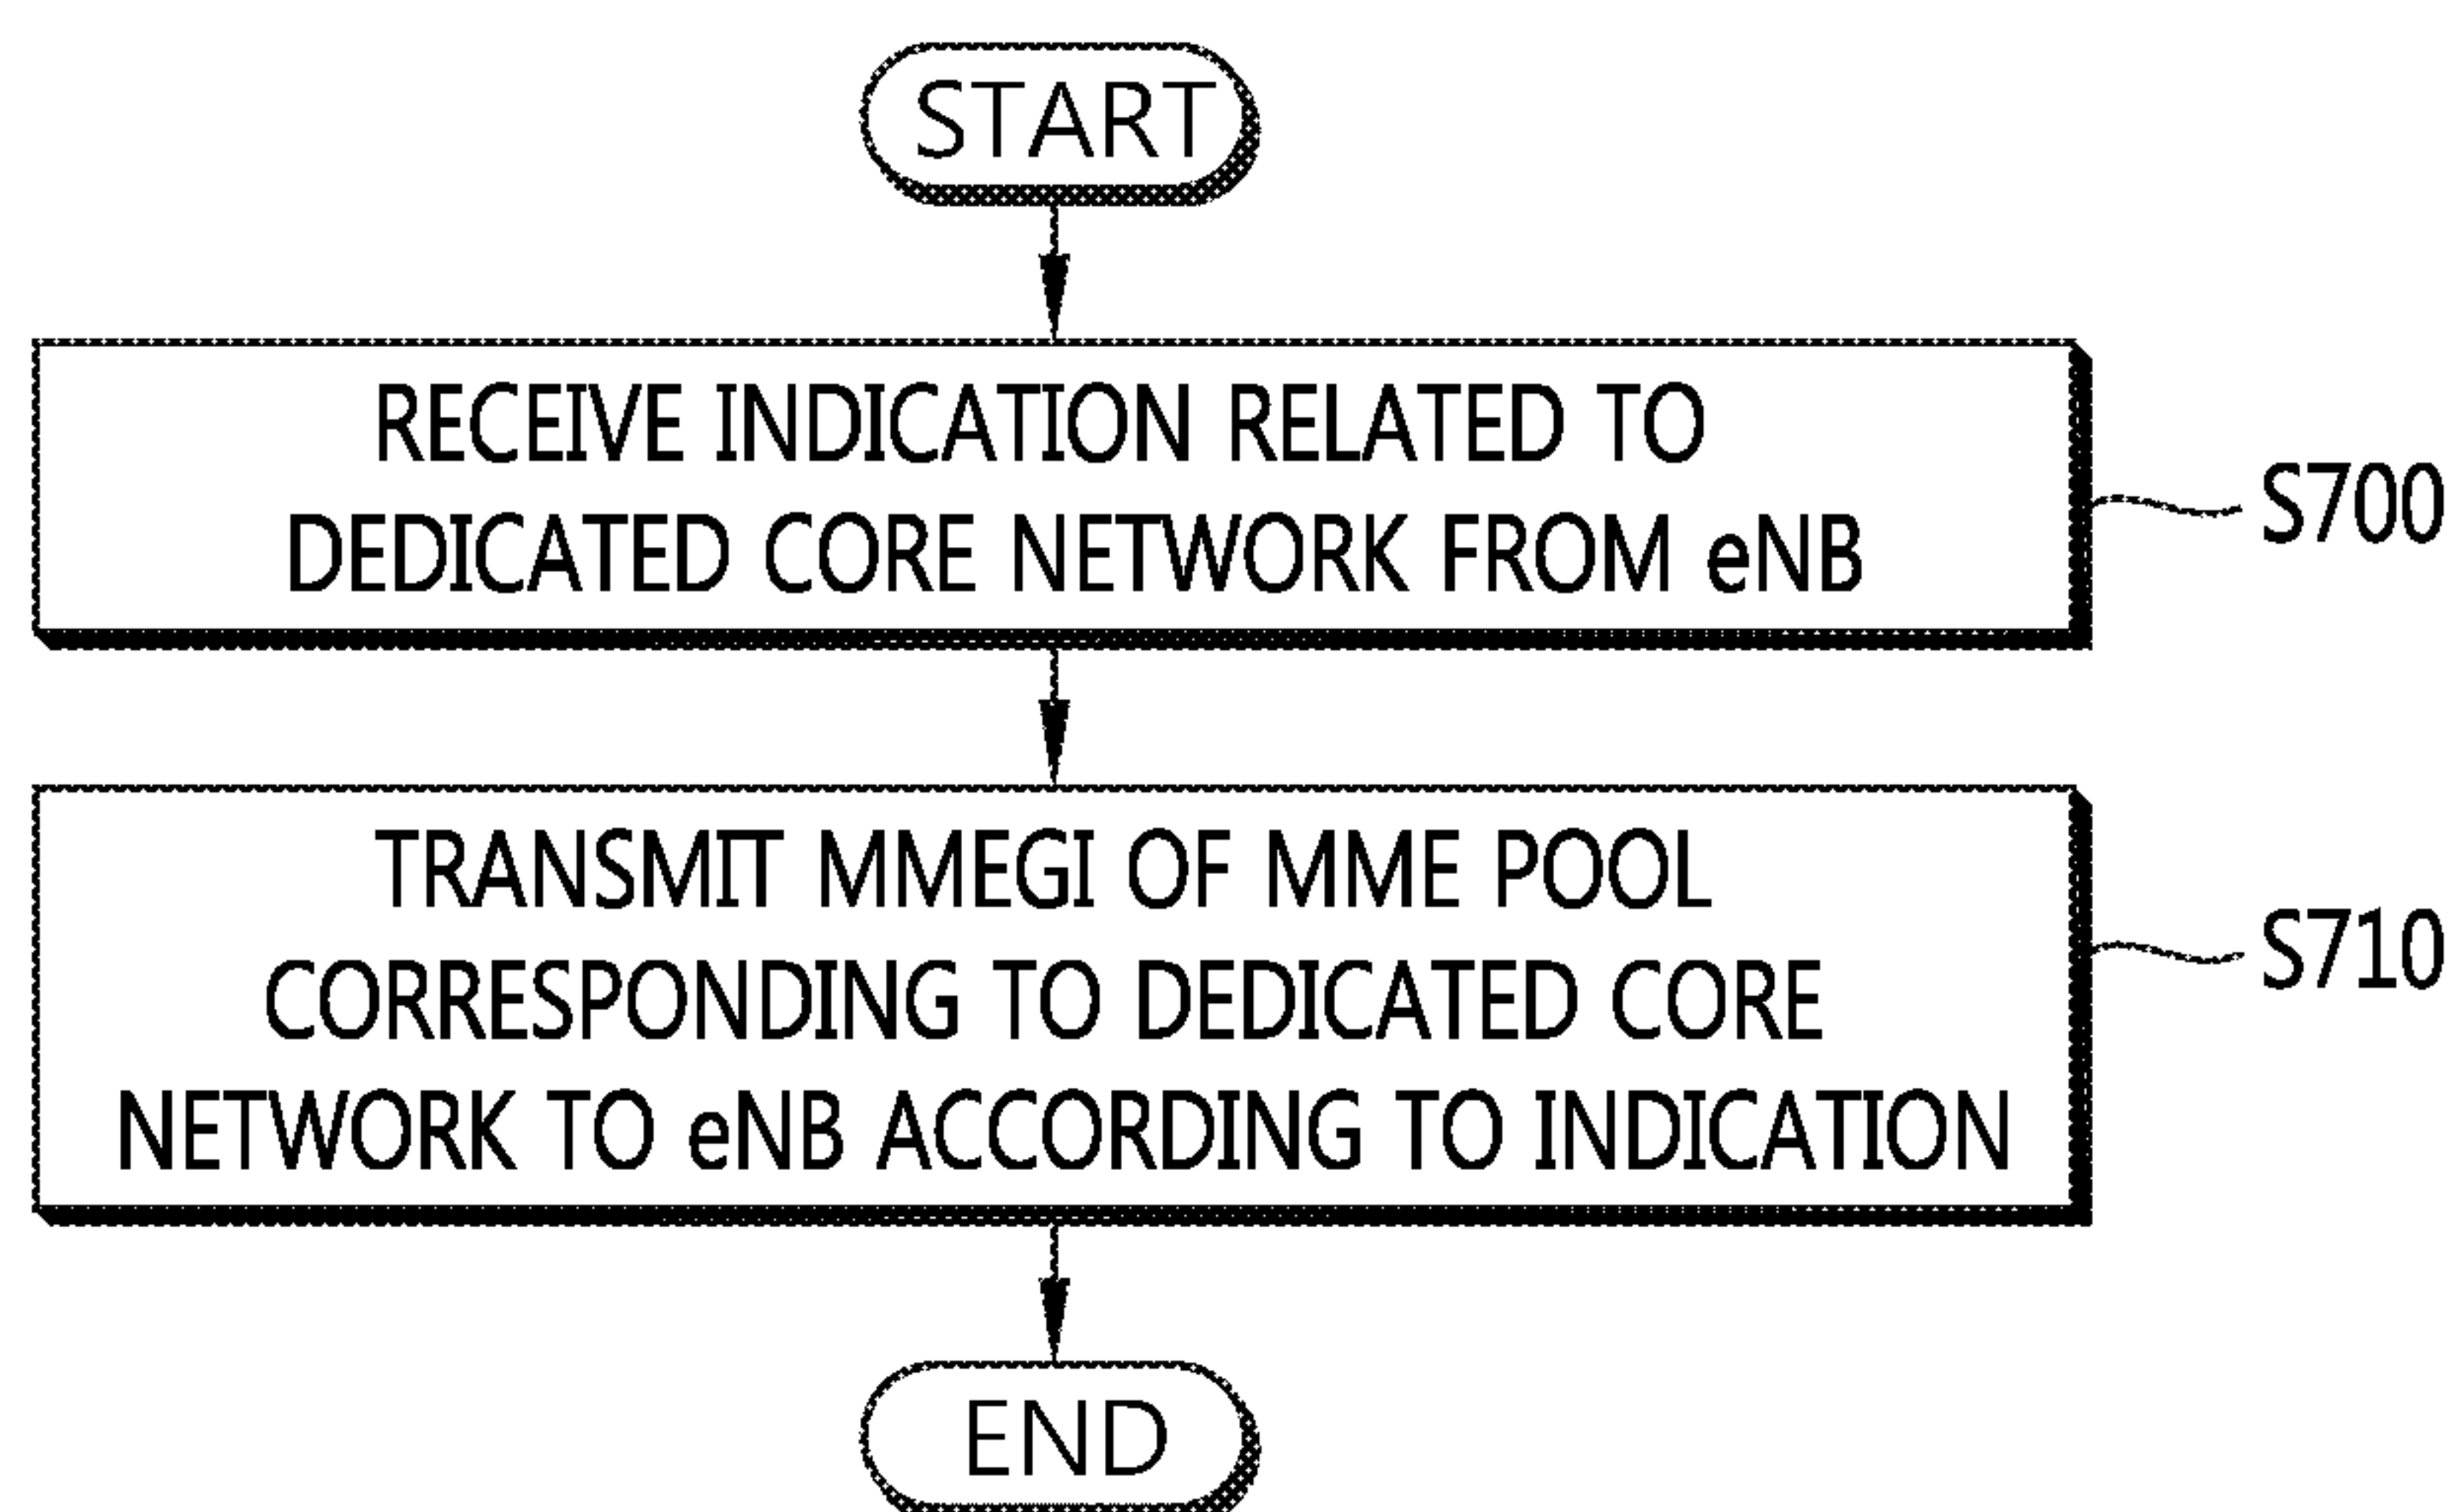 START
RECEIVE INDICATION RELATED TO
DEDICATED CORE NETWORK FROM eNB
S700
TRANSMIT MMEGI OF MME POOL
CORRESPONDING TO DEDICATED CORE
NETWORK TO eNB ACCORDING TO INDICATION
S710
END